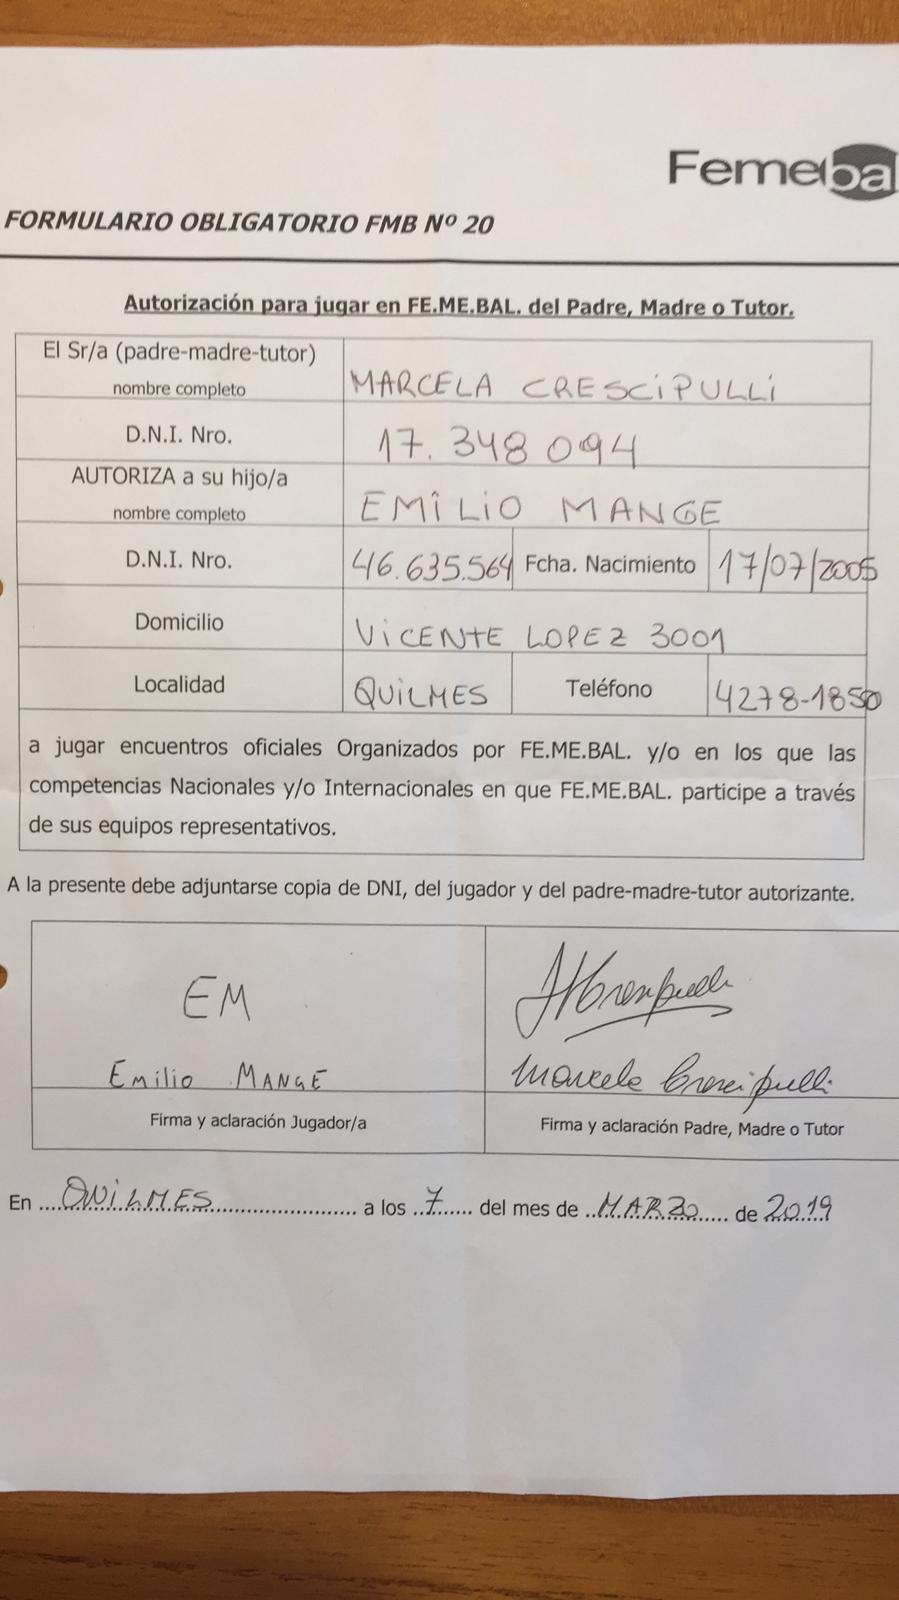 Femeba
FORMULARIO OBLIGATORIO FMB Nº 20
Autorización para jugar en FE.ME.BAL. del Padre, Madre o Tutor.
El Sr/a (padre-madre-tutor)
nombre completo
MARCELA CRESCIPULLI
D.N.I. Nro.
17.348 094
AUTORIZA a su hijo/a
nombre completo
EMILIO MANGE
D.N.I. Nro. 46.635.564 Fcha. Nacimiento 17/07/2005
Domicilio VICENTE LOPEZ 3001
Localidad QUILMES Teléfono 4278-1850
a jugar encuentros oficiales Organizados por FE.ME.BAL. y/o en los que las
competencias Nacionales y/o Internacionales en que FE.ME.BAL. participe a través
de sus equipos representativos.
A la presente debe adjuntarse copia de DNI, del jugador y del padre-madre-tutor autorizante.
EM
Emilio MANGE
Firma y aclaración Jugador/a
Marcela Crescipulli
Firma y aclaración Padre, Madre o Tutor
En ....QUILMES........................ a los ..7...... del mes de ..MARZO..... de 2019